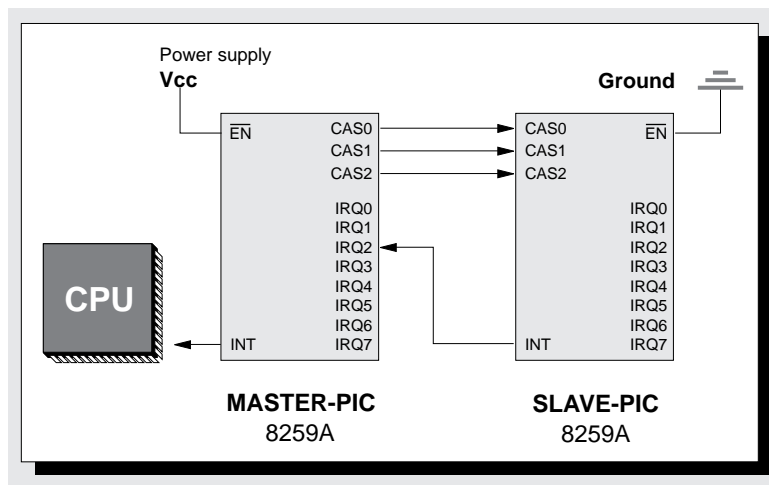 Power supply
Vcc
Ground
EN
CAS0
CAS1
CAS2
IRQ0
IRQ1
IRQ2
IRQ3
IRQ4
IRQ5
IRQ6
IRQ7
INT
CAS0
CAS1
CAS2
EN
IRQ0
IRQ1
IRQ2
IRQ3
IRQ4
IRQ5
IRQ6
IRQ7
INT
CPU
MASTER-PIC
8259A
SLAVE-PIC
8259A